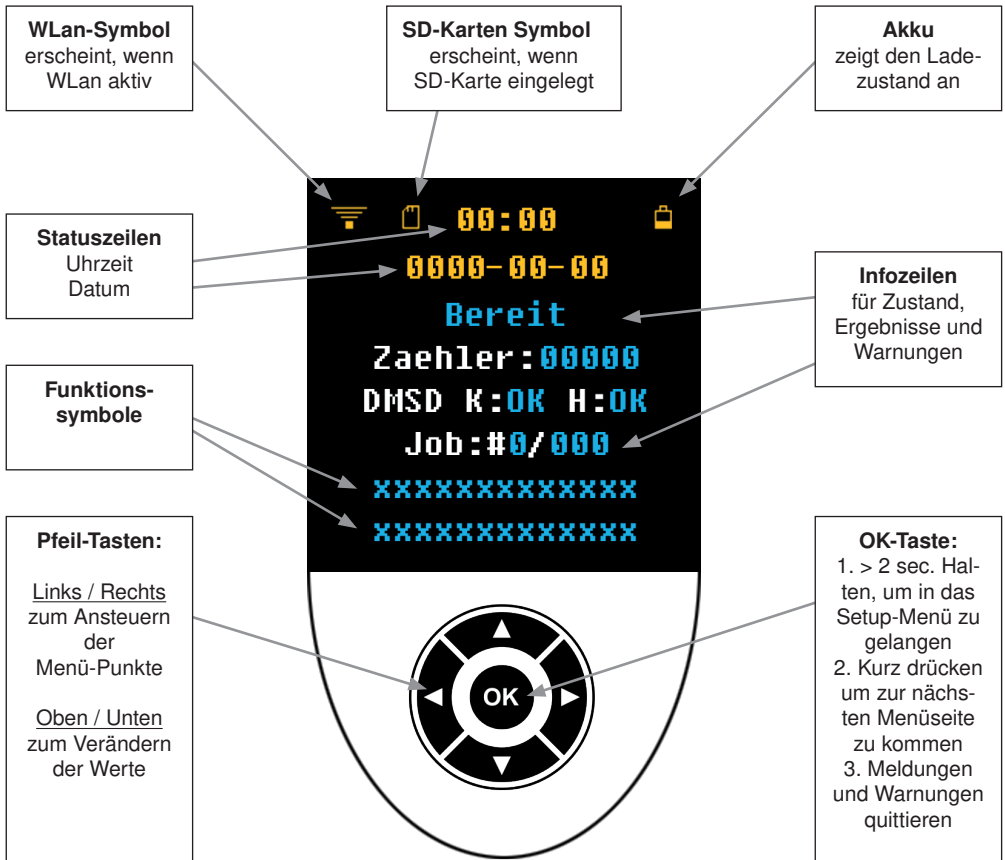 WLan-Symbol
erscheint, wenn
WLan aktiv
SD-Karten Symbol
erscheint, wenn
SD-Karte eingelegt
Akku
zeigt den Lade-
zustand an
Statuszeilen
Uhrzeit
Datum
Funktions-
symbole
00:00
0000-00-00
Bereit
Zaehler:00000
DMSD K:OK H:OK
Job:#0/000
xxxxxxxxxxxxx
xxxxxxxxxxxxx
Infozeilen
für Zustand,
Ergebnisse und
Warnungen
Pfeil-Tasten:
Links / Rechts
zum Ansteuern
der
Menü-Punkte
Oben / Unten
zum Verändern
der Werte
OK
OK-Taste:
1. > 2 sec. Hal-
ten, um in das
Setup-Menü zu
gelangen
2. Kurz drücken
um zur nächs-
ten Menüseite
zu kommen
3. Meldungen
und Warnungen
quittieren